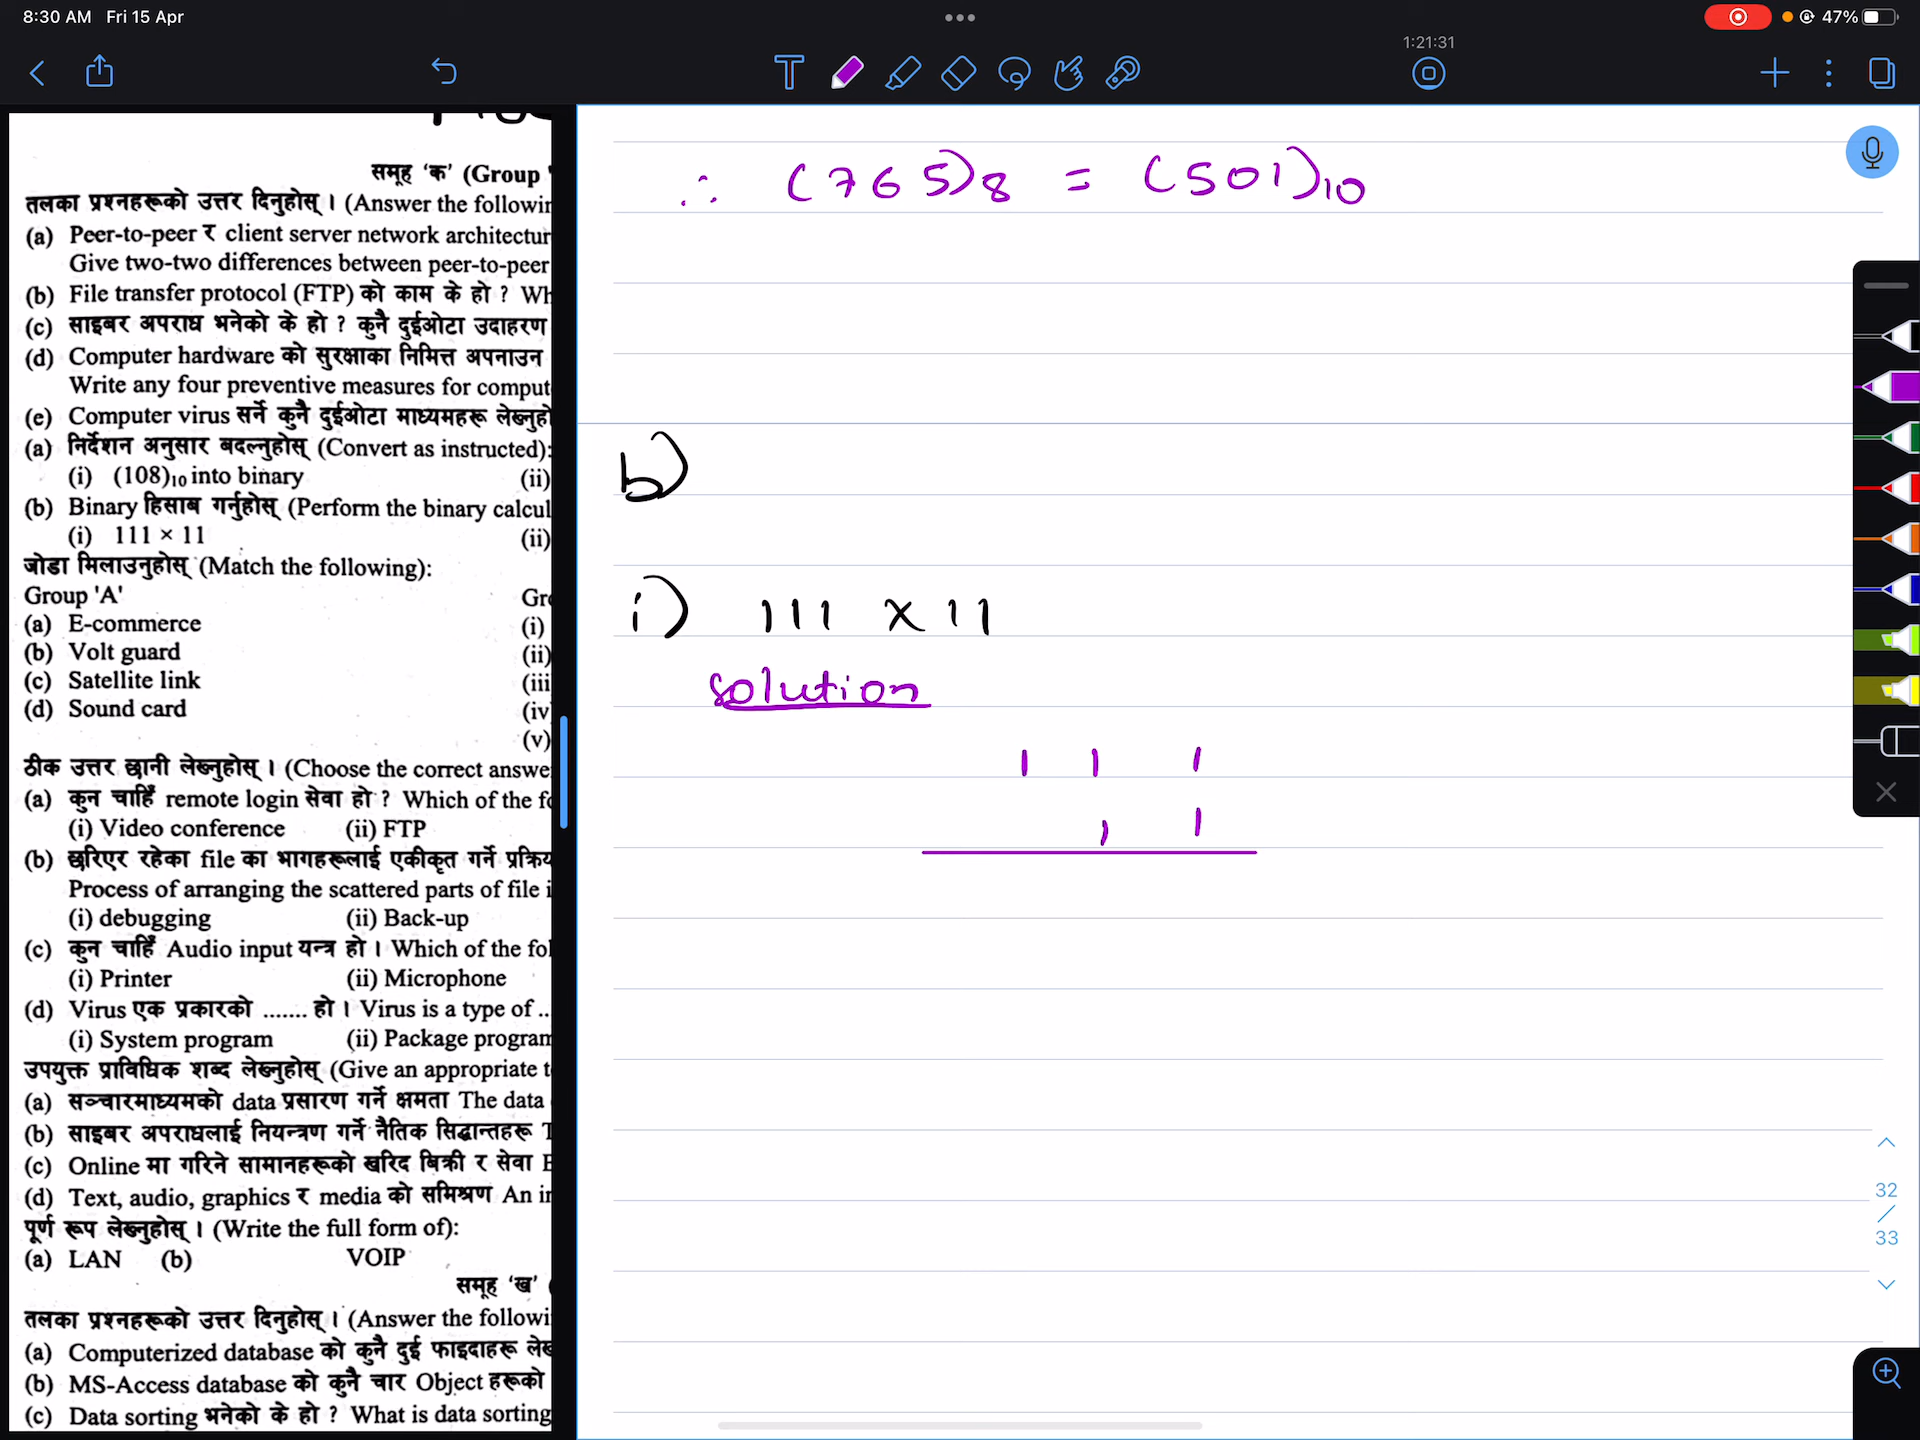 8:30 AM Fri 15 Apr
47%
1:21:31
समूह ‘क’ (Group '
तलका प्रश्नहरूको उत्तर दिनुहोस् । (Answer the followin
(a) Peer-to-peer र client server network architectur
Give two-two differences between peer-to-peer
(b) File transfer protocol (FTP) को काम के हो ? Wh
(c) साइबर अपराध भनेको के हो ? कुनै दुईओटा उदाहरण
(d) Computer hardware को सुरक्षाका निमित्त अपनाउन
Write any four preventive measures for comput
(e) Computer virus सर्ने कुनै दुईओटा माध्यमहरू लेख्नुहो
(a) निर्देशन अनुसार बदल्नुहोस् (Convert as instructed):
(i) (108)₁₀ into binary (ii)
(b) Binary हिसाब गर्नुहोस् (Perform the binary calcul
(i) 111 × 11 (ii)
जोडा मिलाउनुहोस् (Match the following):
Group 'A' Gro
(a) E-commerce (i)
(b) Volt guard (ii)
(c) Satellite link (iii
(d) Sound card (iv
(v)
ठीक उत्तर छानी लेख्नुहोस् । (Choose the correct answe
(a) कुन चाहिँ remote login सेवा हो ? Which of the fo
(i) Video conference (ii) FTP
(b) छरिएर रहेका file का भागहरूलाई एकीकृत गर्ने प्रक्रिय
Process of arranging the scattered parts of file i
(i) debugging (ii) Back-up
(c) कुन चाहिँ Audio input यन्त्र हो । Which of the fol
(i) Printer (ii) Microphone
(d) Virus एक प्रकारको ....... हो । Virus is a type of ..
(i) System program (ii) Package program
उपयुक्त प्राविधिक शब्द लेख्नुहोस् (Give an appropriate t
(a) सञ्चारमाध्यमको data प्रसारण गर्ने क्षमता The data
(b) साइबर अपराधलाई नियन्त्रण गर्ने नैतिक सिद्धान्तहरू T
(c) Online मा गरिने सामानहरूको खरिद बिक्री र सेवा E
(d) Text, audio, graphics र media को समिश्रण An in
पूर्ण रूप लेख्नुहोस् । (Write the full form of):
(a) LAN (b) VOIP
समूह ‘ख’ (
तलका प्रश्नहरूको उत्तर दिनुहोस् । (Answer the followi
(a) Computerized database को कुनै दुई फाइदाहरू लेख
(b) MS-Access database को कुनै चार Object हरूको
(c) Data sorting भनेको के हो ? What is data sorting
∴ (765)₈ = (501)₁₀
b)
i) 111 × 11
solution
1 1 1
1 1
32
/
33